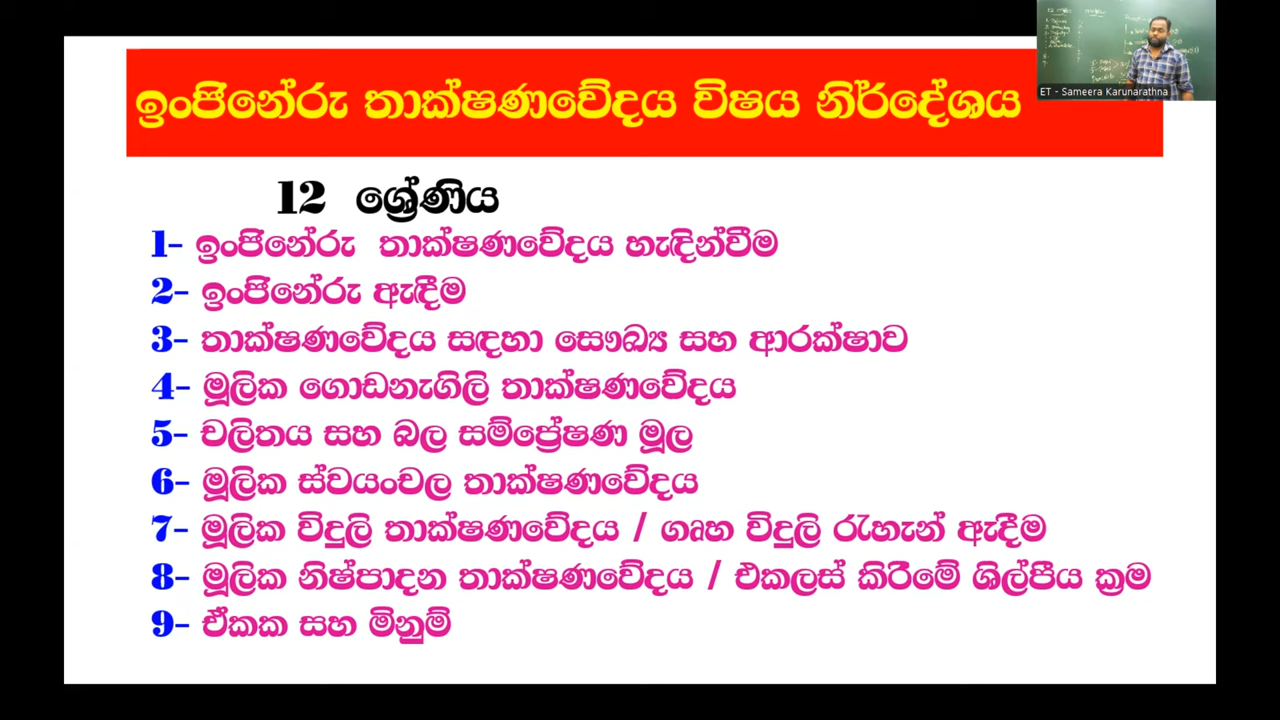 ඉංජිනේරු තාක්ෂණවේදය විෂය නිර්දේශය
ET - Sameera Karunarathna
12 ශ්‍රේණිය
1- ඉංජිනේරු තාක්ෂණවේදය හැඳින්වීම
2- ඉංජිනේරු ඇඳීම
3- තාක්ෂණවේදය සඳහා සෞඛ්‍ය සහ ආරක්ෂාව
4- මූලික ගොඩනැගිලි තාක්ෂණවේදය
5- චලිතය සහ බල සම්ප්‍රේෂණ මූල
6- මූලික ස්වයංචල තාක්ෂණවේදය
7- මූලික විදුලි තාක්ෂණවේදය / ගෘහ විදුලි රැහැන් ඇදීම
8- මූලික නිෂ්පාදන තාක්ෂණවේදය / එකලස් කිරීමේ ශිල්පීය ක්‍රම
9- ඒකක සහ මිනුම්